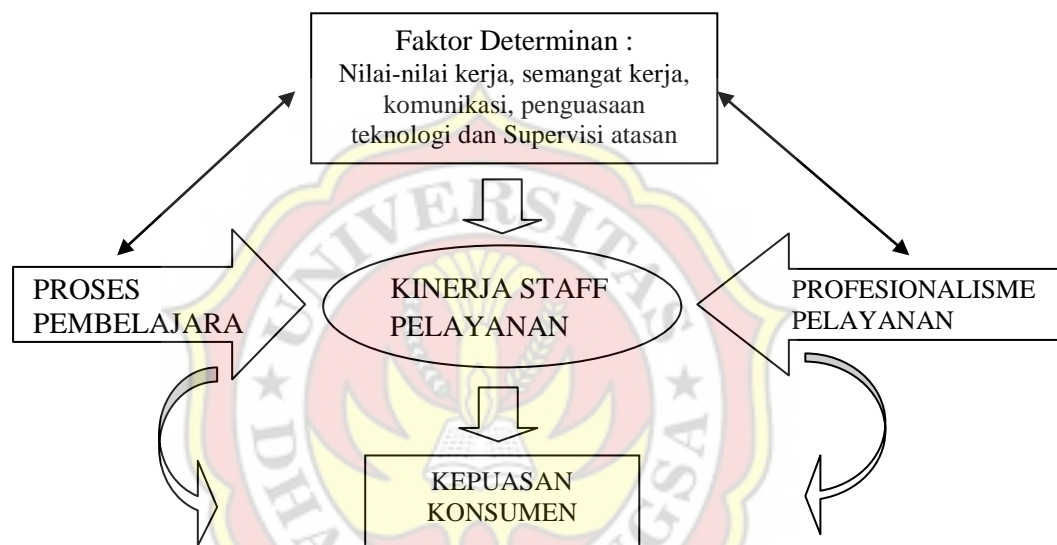 Faktor Determinan :
Nilai-nilai kerja, semangat kerja,
komunikasi, penguasaan
teknologi dan Supervisi atasan
PROSES
PEMBELAJARA
KINERJA STAFF
PELAYANAN
PROFESIONALISME
PELAYANAN
KEPUASAN
KONSUMEN
UNIVERSITAS